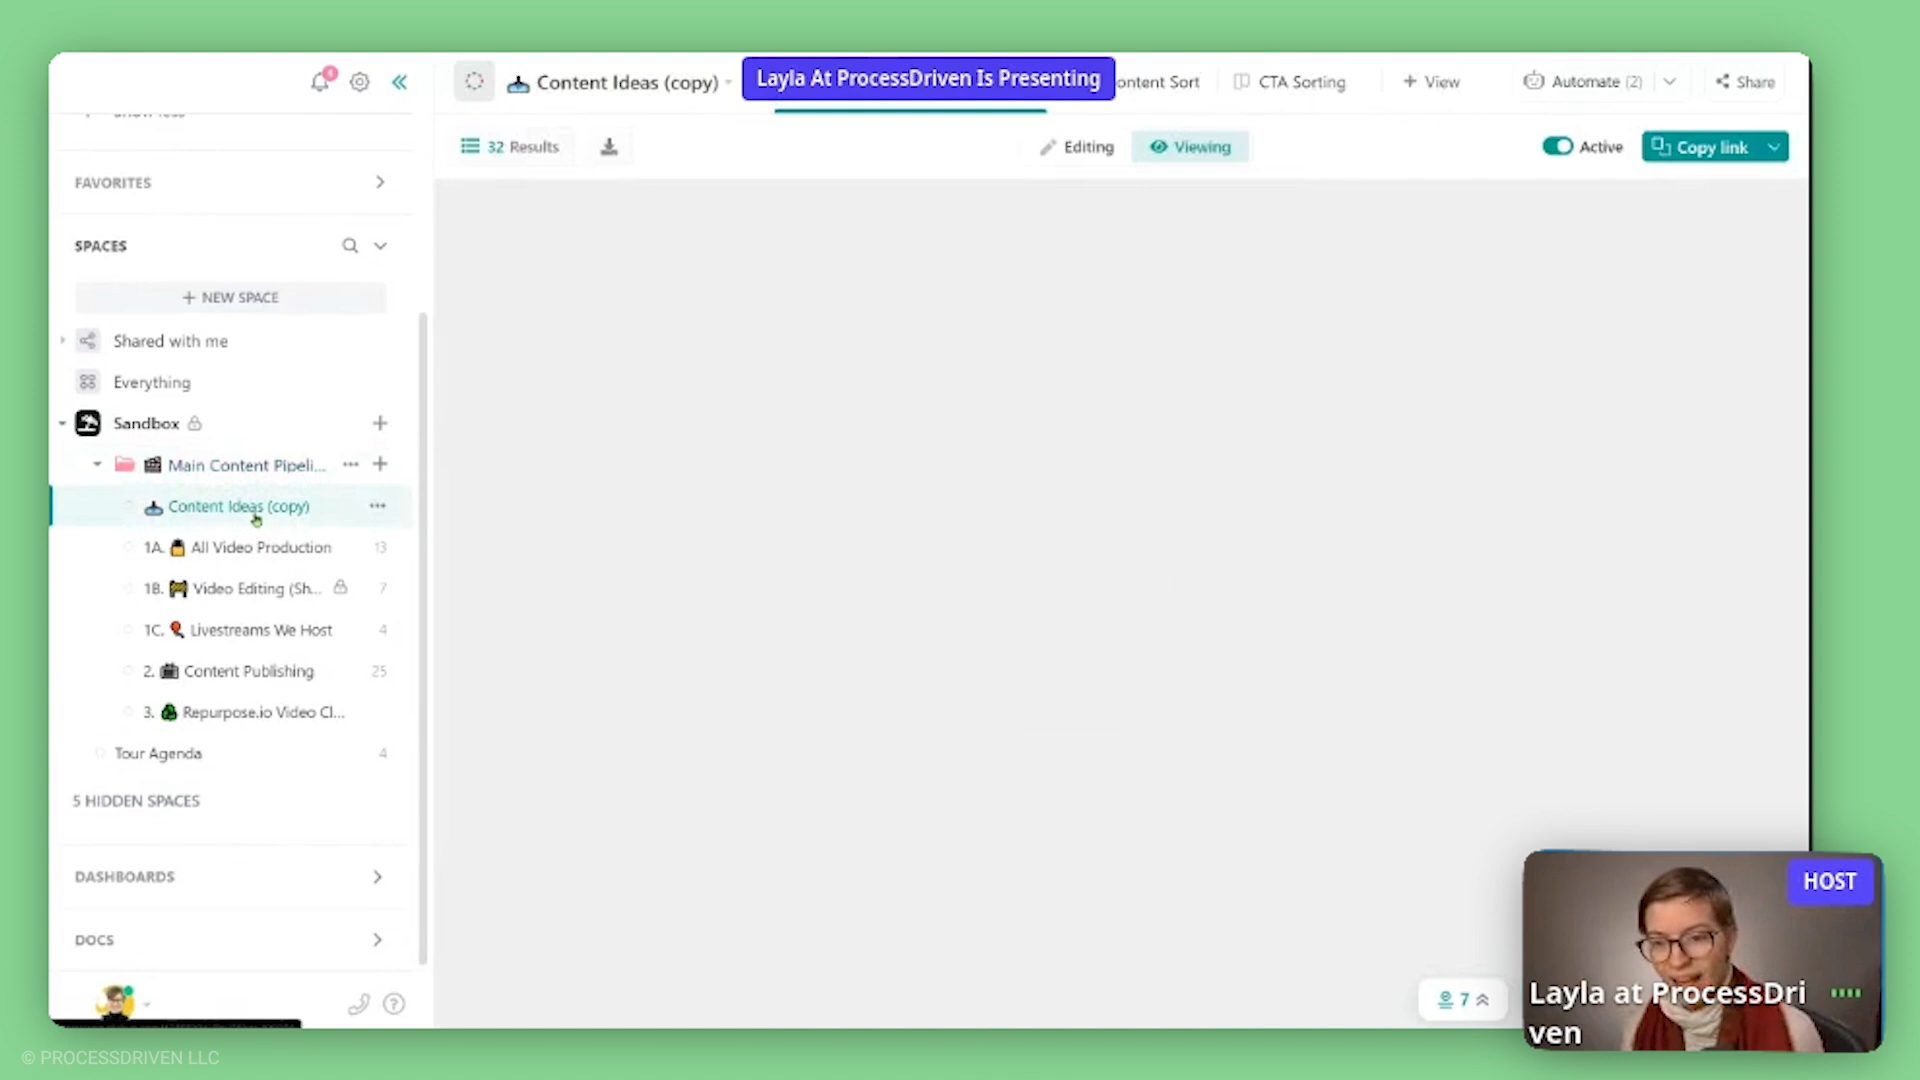 4
Content Ideas (copy)
Layla At ProcessDriven Is Presenting
ontent Sort
CTA Sorting
+ View
Automate (2)
Share
Show less
32 Results
Editing
Viewing
Active
Copy link
FAVORITES
SPACES
+ NEW SPACE
Shared with me
Everything
Sandbox
Main Content Pipeli...
Content Ideas (copy)
1A. All Video Production 13
1B. Video Editing (Sh... 7
1C. Livestreams We Host 4
2. Content Publishing 25
3. Repurpose.io Video Cl...
Tour Agenda 4
5 HIDDEN SPACES
DASHBOARDS
DOCS
7
HOST
Layla at ProcessDri
ven
© PROCESSDRIVEN LLC